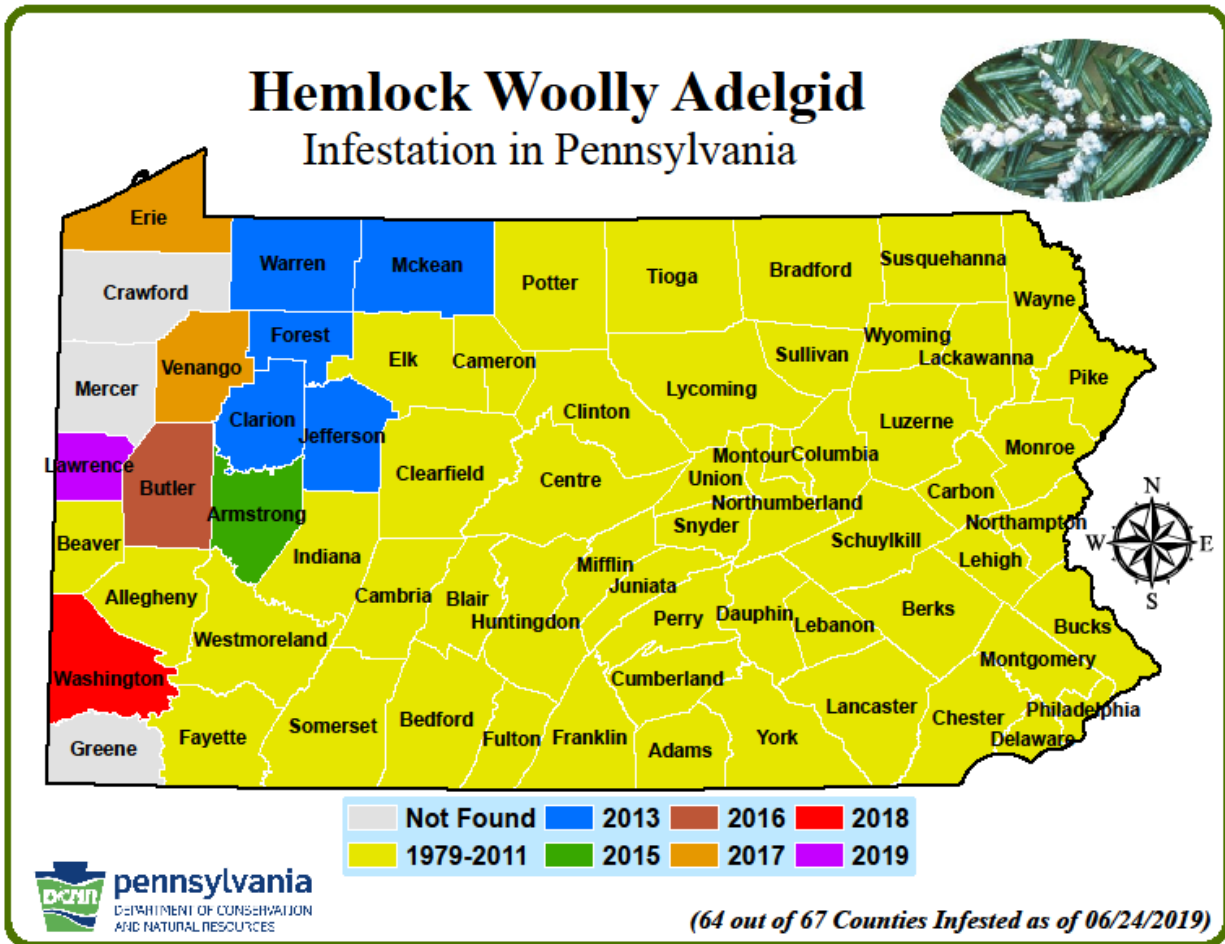 Hemlock Woolly Adelgid
Infestation in Pennsylvania
Erie
Crawford
Warren
Mckean
Potter
Tioga
Bradford
Susquehanna
Wayne
Mercer
Venango
Forest
Elk
Cameron
Clinton
Lycoming
Sullivan
Wyoming
Lackawanna
Pike
Lawrence
Clarion
Jefferson
Clearfield
Centre
Union
Montour
Columbia
Luzerne
Monroe
Butler
Armstrong
Northumberland
Snyder
Carbon
Northampton
Beaver
Indiana
Mifflin
Juniata
Schuylkill
Lehigh
Allegheny
Westmoreland
Cambria
Blair
Huntingdon
Perry
Dauphin
Lebanon
Berks
Bucks
Washington
Cumberland
Montgomery
Greene
Fayette
Somerset
Bedford
Fulton
Franklin
Adams
York
Lancaster
Chester
Delaware
Philadelphia
N
W
E
S
Not Found
2013
2016
2018
1979-2011
2015
2017
2019
DCNR
pennsylvania
DEPARTMENT OF CONSERVATION
AND NATURAL RESOURCES
(64 out of 67 Counties Infested as of 06/24/2019)